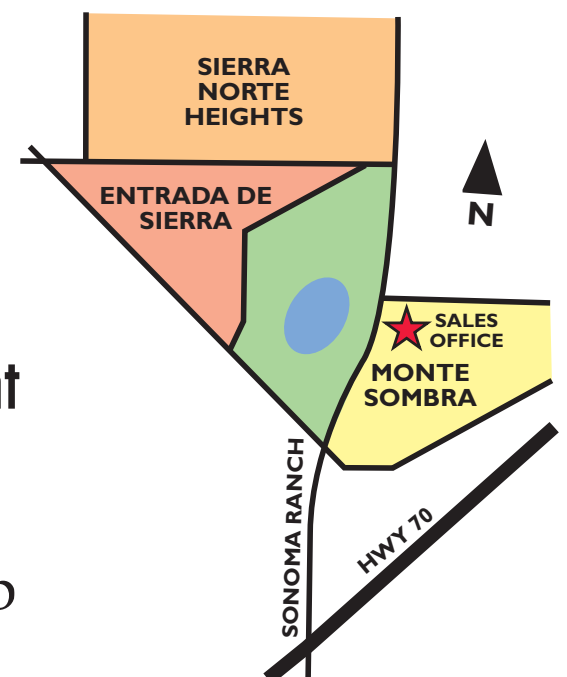 SIERRA
NORTE
HEIGHTS
ENTRADA DE
SIERRA
N
SALES
OFFICE
MONTE
SOMBRA
SONOMA RANCH
HWY 70